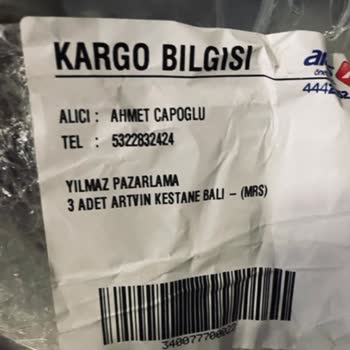 KARGO BILGISI
ALICI : AHMET CAPOGLU
TEL : 5322832424
YILMAZ PAZARLAMA
3 ADET ARTVIN KESTANE BALI - (MRS)